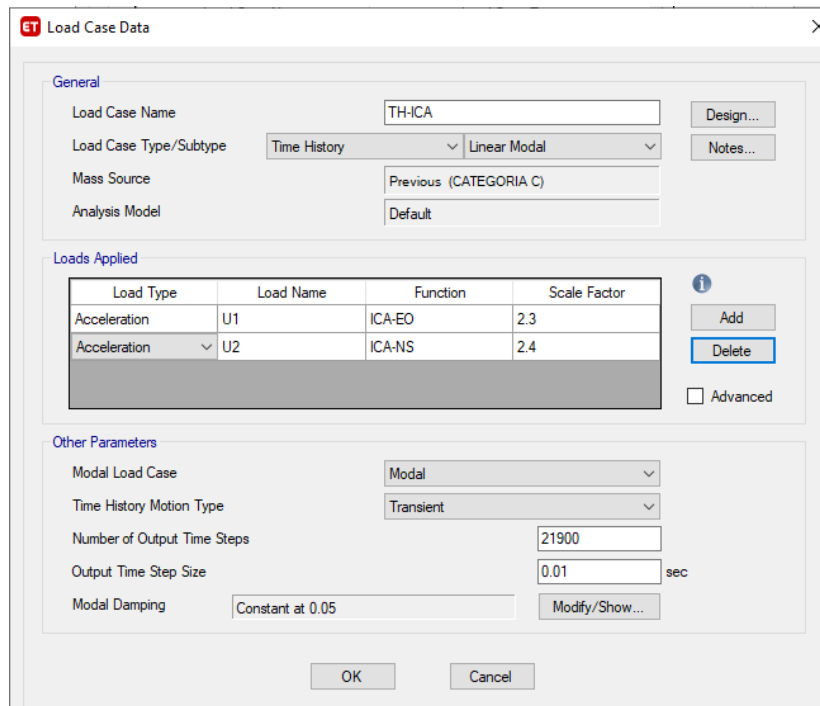 ET Load Case Data
General
Load Case Name TH-ICA Design...
Load Case Type/Subtype Time History Linear Modal Notes...
Mass Source Previous (CATEGORIA C)
Analysis Model Default
Loads Applied
Load Type Load Name Function Scale Factor
Acceleration U1 ICA-EO 2.3 Add
Acceleration U2 ICA-NS 2.4 Delete
Advanced
Other Parameters
Modal Load Case Modal
Time History Motion Type Transient
Number of Output Time Steps 21900
Output Time Step Size 0.01 sec
Modal Damping Constant at 0.05 Modify/Show...
OK Cancel